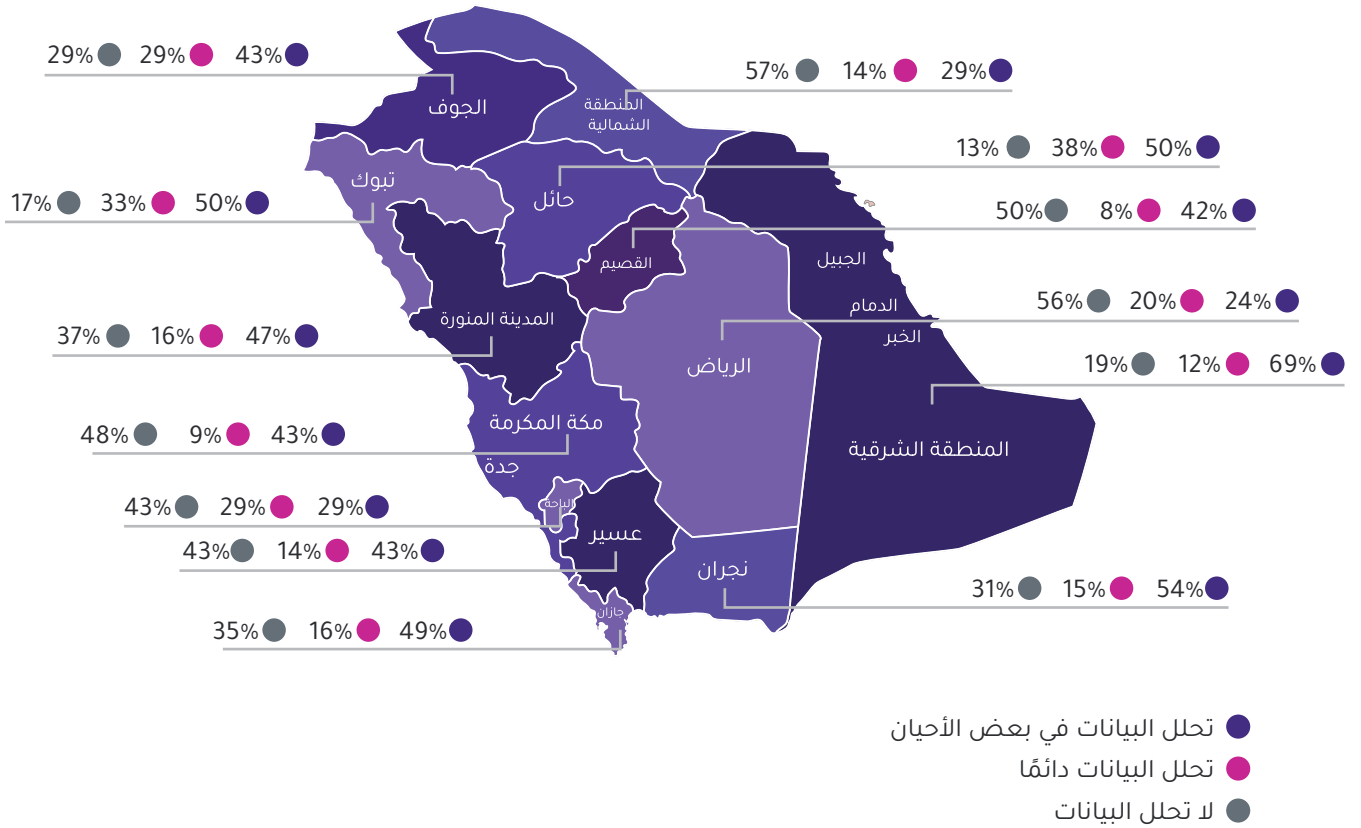 29% 29% 43%
الجوف
57% 14% 29%
المنطقة
الشمالية
13% 38% 50%
حائل
17% 33% 50%
تبوك
50% 8% 42%
القصيم
الجبيل
56% 20% 24%
الدمام
الخبر
الرياض
37% 16% 47%
المدينة المنورة
19% 12% 69%
المنطقة الشرقية
48% 9% 43%
مكة المكرمة
جدة
43% 29% 29%
الباحة
43% 14% 43%
عسير
31% 15% 54%
نجران
35% 16% 49%
جازان
تحلل البيانات في بعض الأحيان
تحلل البيانات دائمًا
لا تحلل البيانات